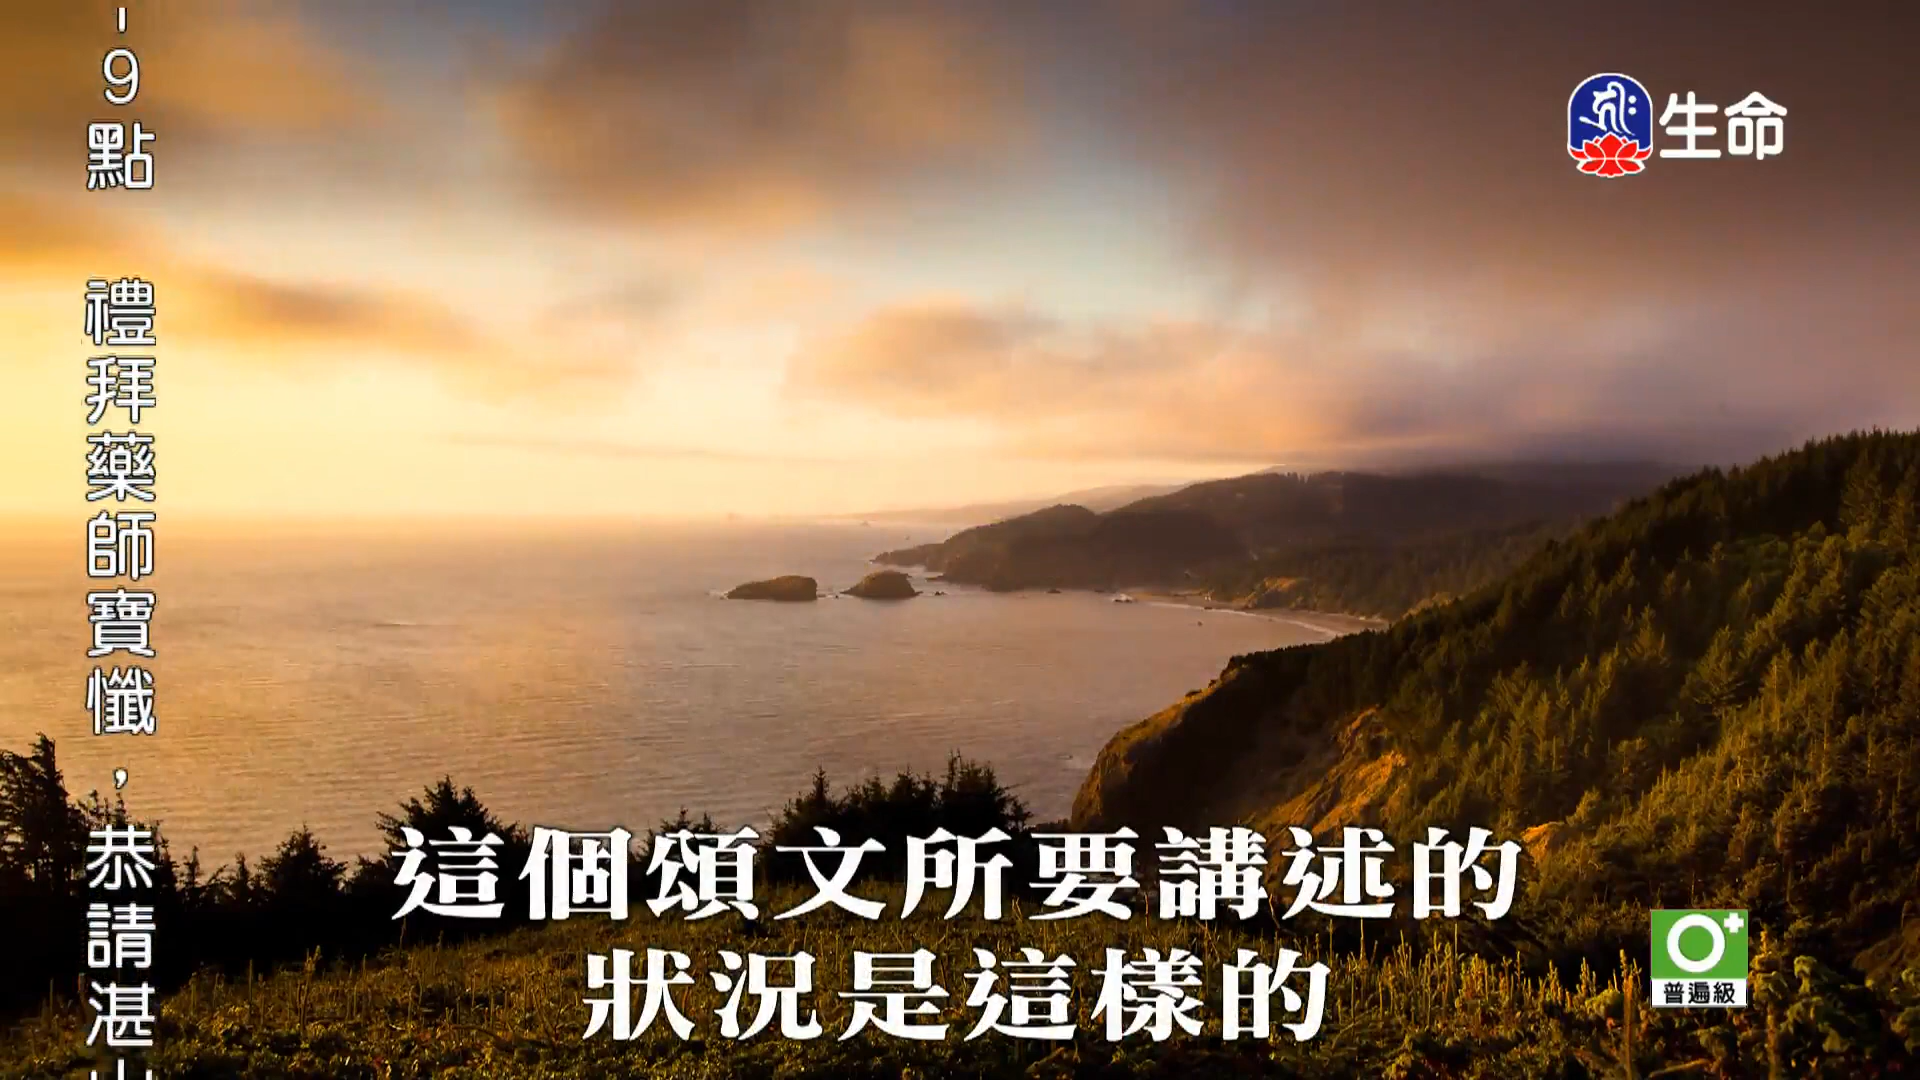 9點 禮拜藥師寶懺，恭請湛
生命
這個頌文所要講述的
狀況是這樣的
普遍級